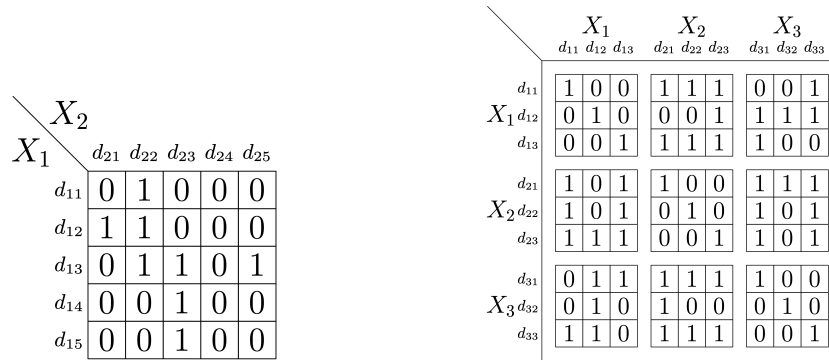 X₂
X₁ d₂₁ d₂₂ d₂₃ d₂₄ d₂₅
d₁₁ 0 1 0 0 0
d₁₂ 1 1 0 0 0
d₁₃ 0 1 1 0 1
d₁₄ 0 0 1 0 0
d₁₅ 0 0 1 0 0
X₁ X₂ X₃
d₁₁ d₁₂ d₁₃ d₂₁ d₂₂ d₂₃ d₃₁ d₃₂ d₃₃
d₁₁ 1 0 0 1 1 1 0 0 1
X₁ d₁₂ 0 1 0 0 0 1 1 1 1
d₁₃ 0 0 1 1 1 1 1 0 0
d₂₁ 1 0 1 1 0 0 1 1 1
X₂ d₂₂ 1 0 1 0 1 0 1 0 1
d₂₃ 1 1 1 0 0 1 1 0 1
d₃₁ 0 1 1 1 1 1 1 0 0
X₃ d₃₂ 0 1 0 1 0 0 0 1 0
d₃₃ 1 1 0 1 1 1 0 0 1